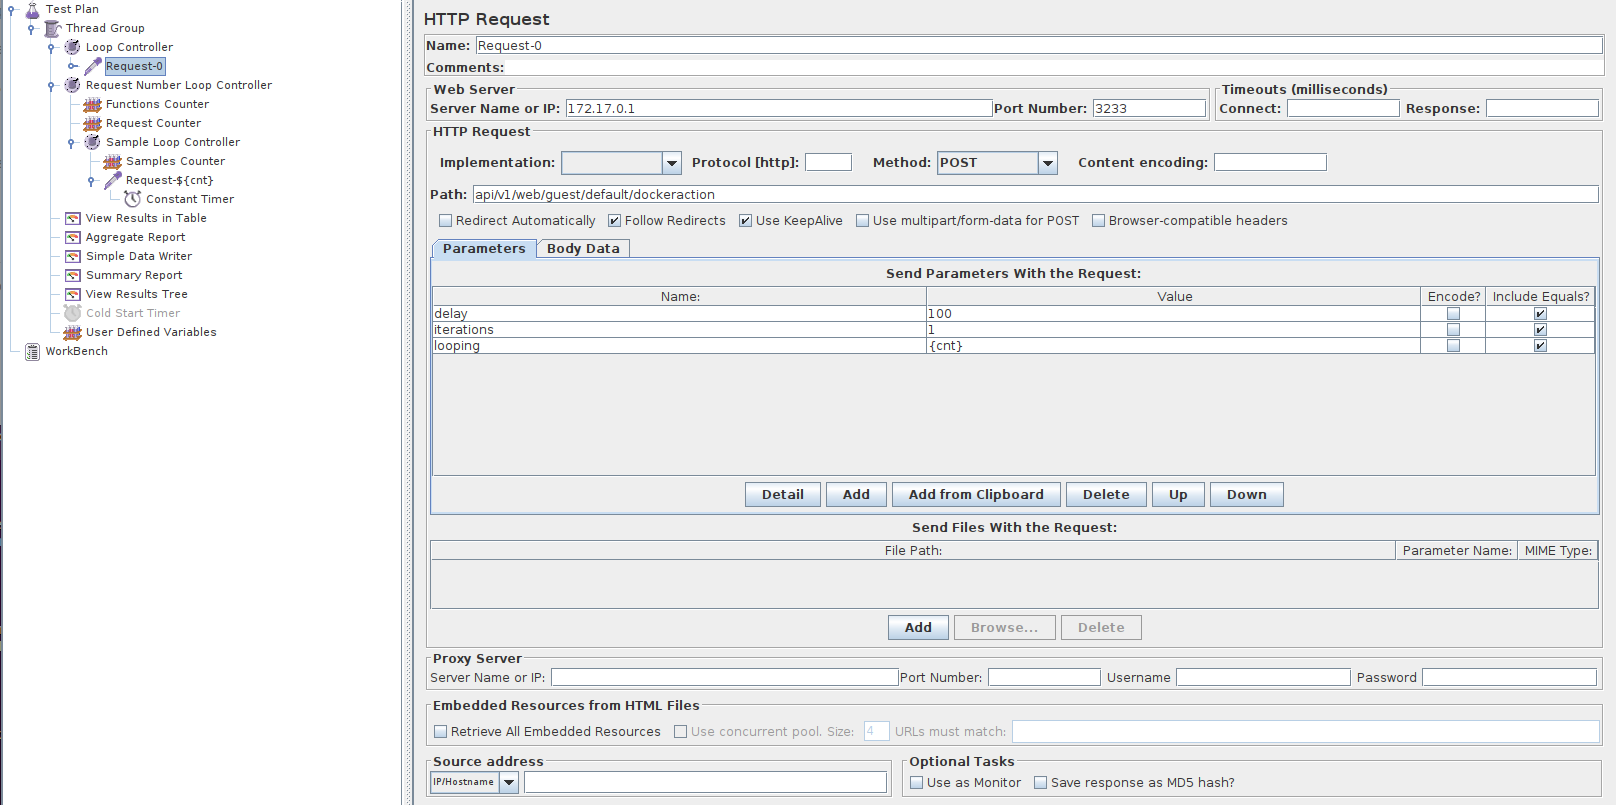 Test Plan
Thread Group
Loop Controller
Request-0
Request Number Loop Controller
Functions Counter
Request Counter
Sample Loop Controller
Samples Counter
Request-${cnt}
Constant Timer
View Results in Table
Aggregate Report
Simple Data Writer
Summary Report
View Results Tree
Cold Start Timer
User Defined Variables
WorkBench
HTTP Request
Name: Request-0
Comments:
Web Server
Server Name or IP: 172.17.0.1 Port Number: 3233
Timeouts (milliseconds)
Connect: Response:
HTTP Request
Implementation: Protocol [http]: Method: POST Content encoding:
Path: api/v1/web/guest/default/dockeraction
Redirect Automatically Follow Redirects Use KeepAlive Use multipart/form-data for POST Browser-compatible headers
Parameters Body Data
Send Parameters With the Request:
Name: Value Encode? Include Equals?
delay 100
iterations 1
looping {cnt}
Detail Add Add from Clipboard Delete Up Down
Send Files With the Request:
File Path: Parameter Name: MIME Type:
Add Browse... Delete
Proxy Server
Server Name or IP: Port Number: Username Password
Embedded Resources from HTML Files
Retrieve All Embedded Resources Use concurrent pool. Size: 4 URLs must match:
Source address
IP/Hostname
Optional Tasks
Use as Monitor Save response as MD5 hash?